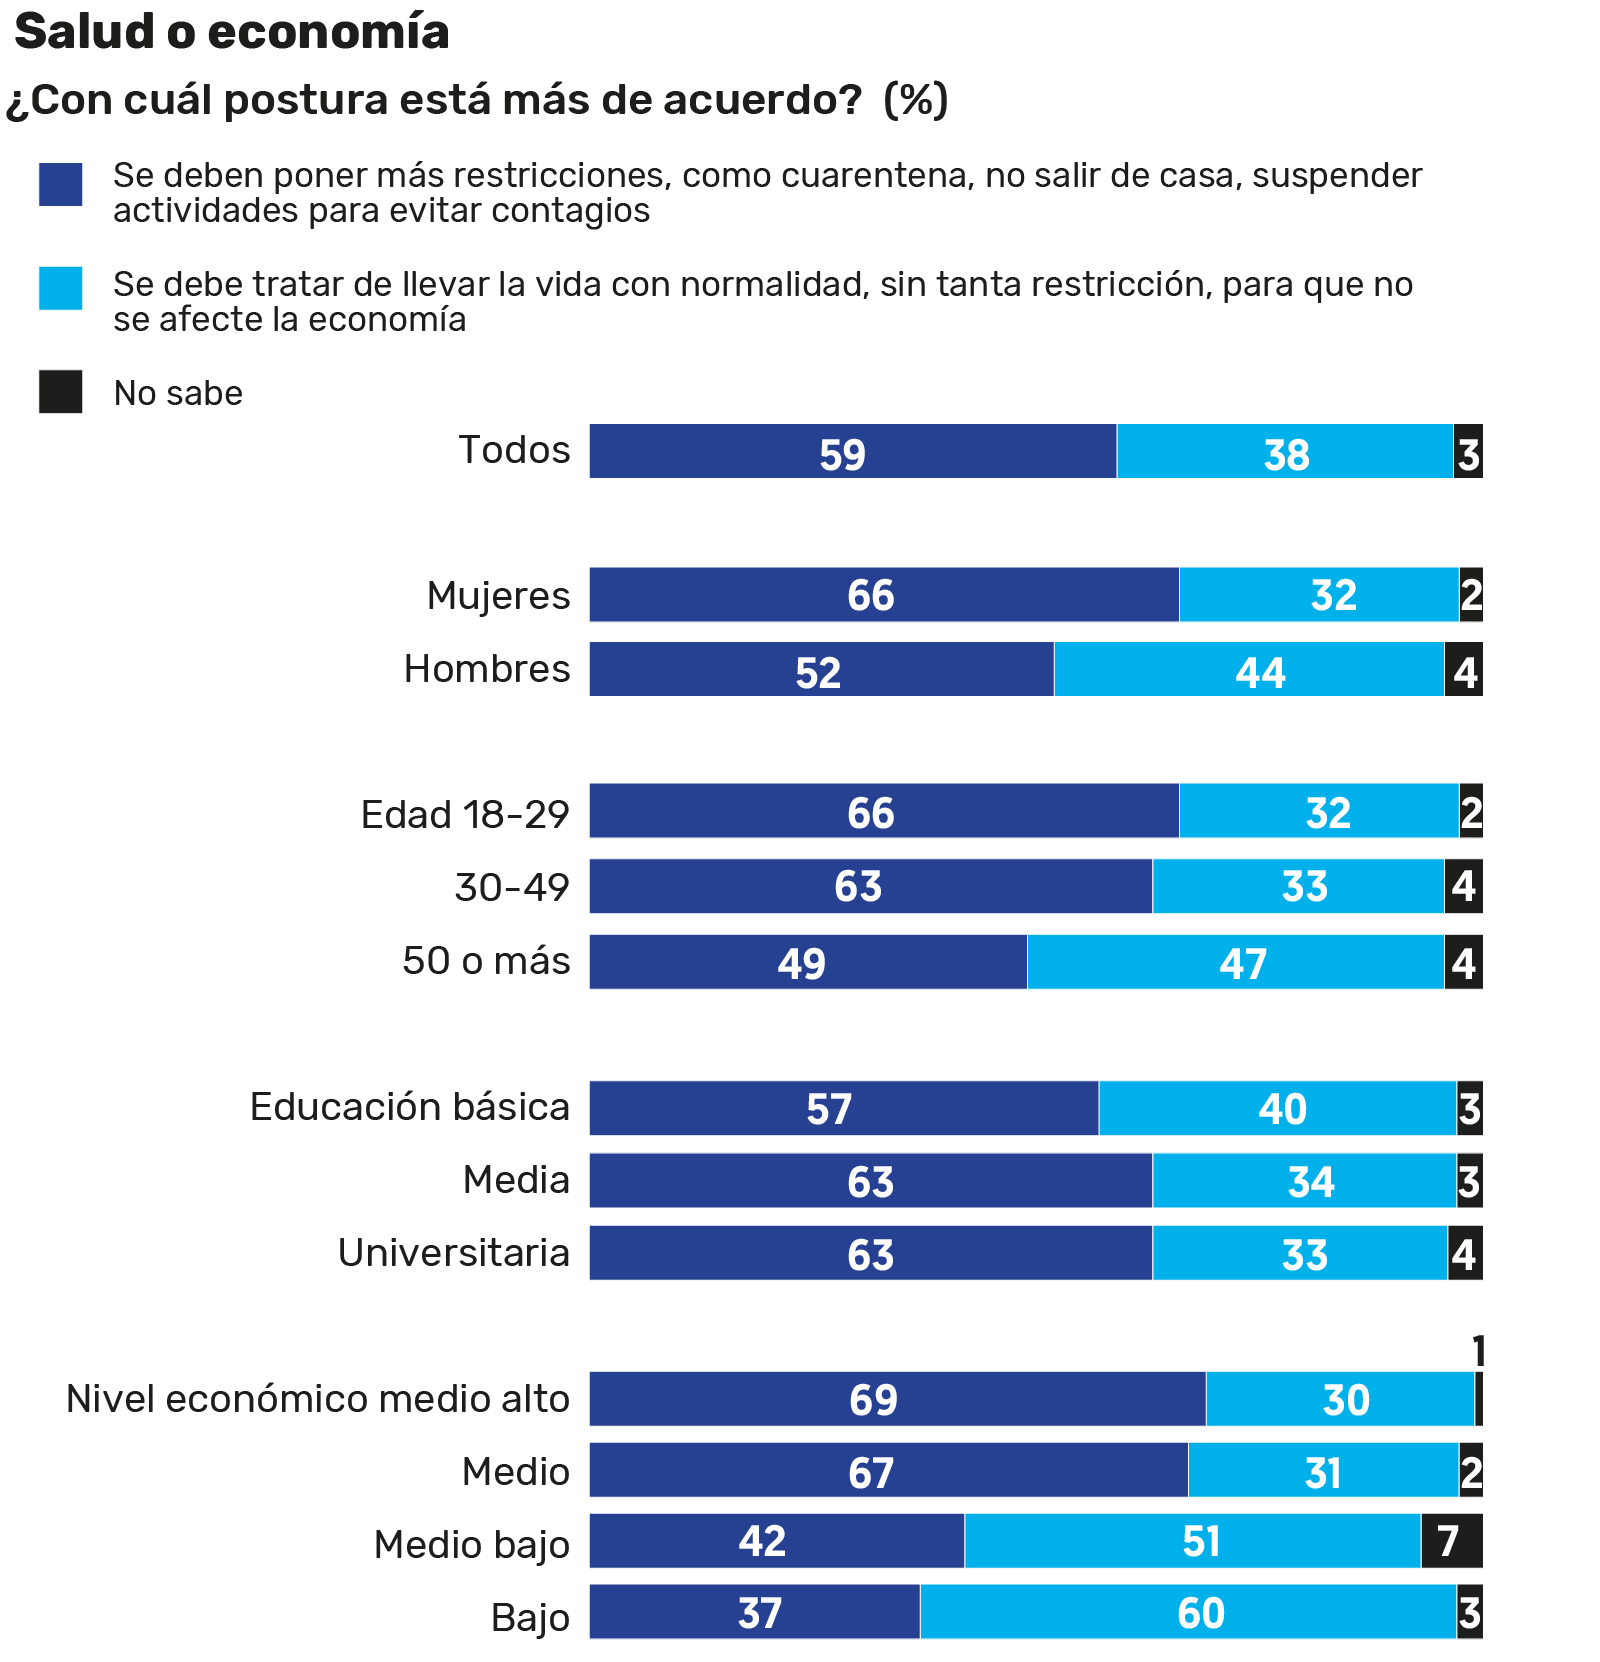 Salud o economía
¿Con cuál postura está más de acuerdo? (%)
Se deben poner más restricciones, como cuarentena, no salir de casa, suspender
actividades para evitar contagios
Se debe tratar de llevar la vida con normalidad, sin tanta restricción, para que no
se afecte la economía
No sabe
Todos 59 38 3
Mujeres 66 32 2
Hombres 52 44 4
Edad 18-29 66 32 2
30-49 63 33 4
50 o más 49 47 4
Educación básica 57 40 3
Media 63 34 3
Universitaria 63 33 4
1
Nivel económico medio alto 69 30
Medio 67 31 2
Medio bajo 42 51 7
Bajo 37 60 3